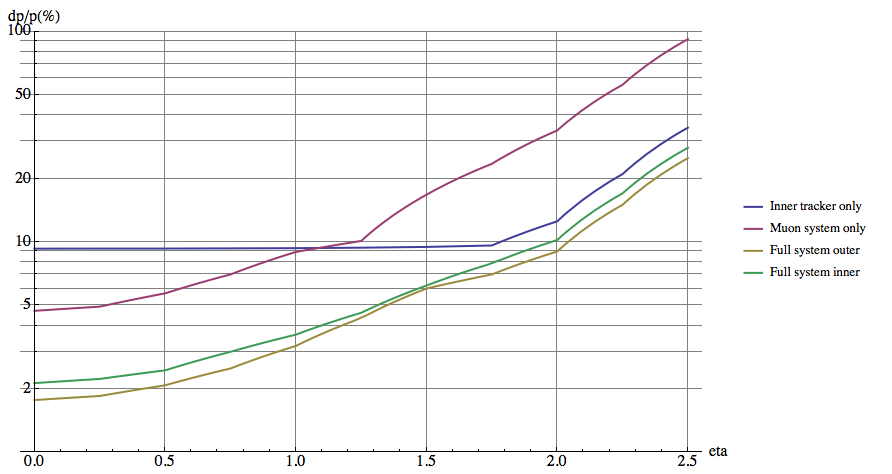 dp/p(%)
100
50
20
10
5
2
0.0 0.5 1.0 1.5 2.0 2.5 eta
Inner tracker only
Muon system only
Full system outer
Full system inner